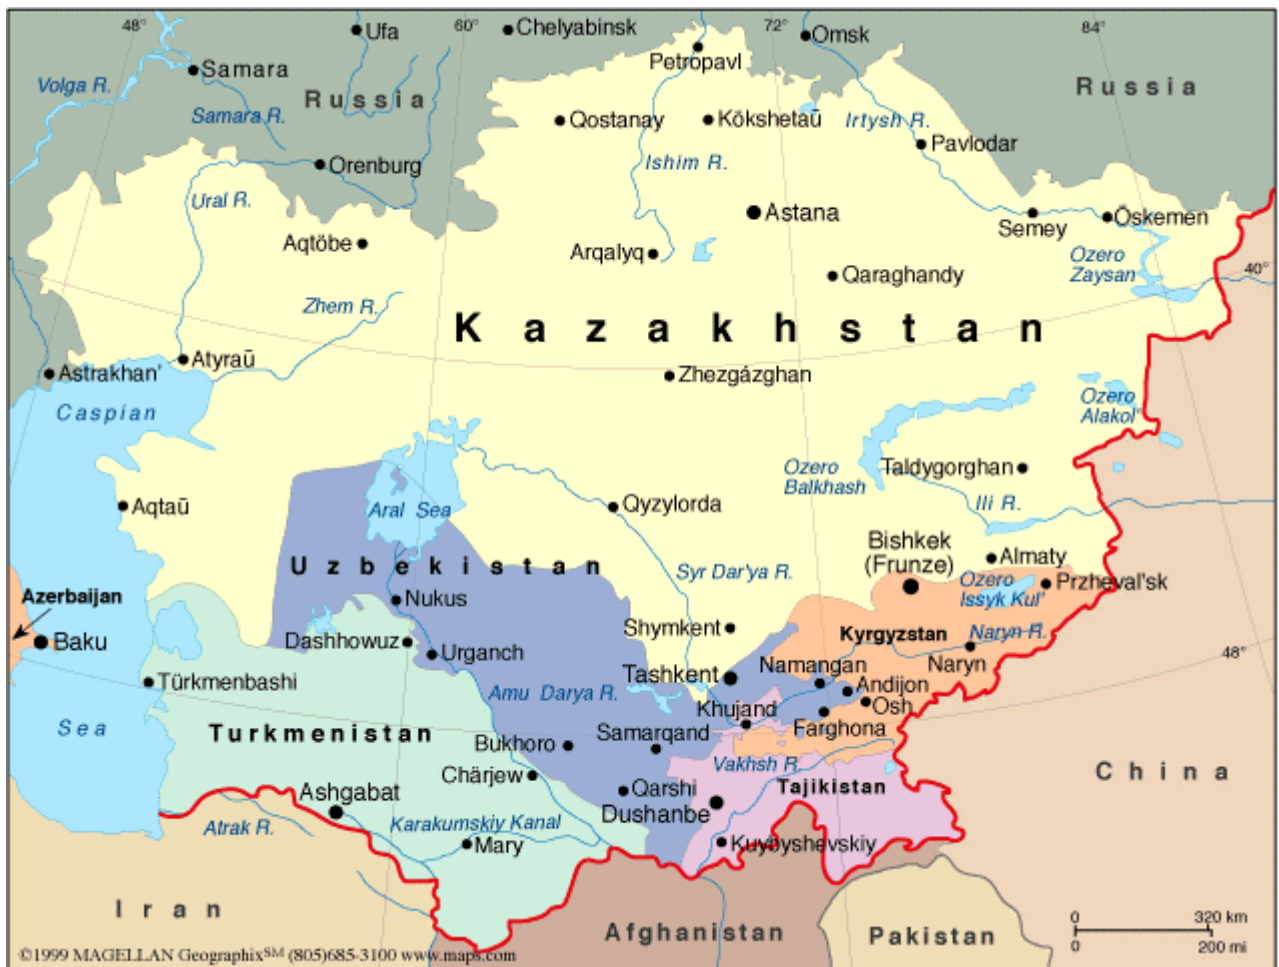 48°
60°
72°
84°
Ufa
Chelyabinsk
Omsk
Petropavl
Samara
Volga R.
Russia
Russia
Samara R.
Qostanay
Kökshetaū
Irtysh R.
Pavlodar
Orenburg
Ishim R.
Ural R.
Astana
Semey
Öskemen
Aqtöbe
Arqalyq
Ozero
Zaysan
40°
Qaraghandy
Zhem R.
Kazakhstan
Atyraū
Astrakhan'
Zhezgázghan
Caspian
Ozero
Alakol'
Ozero
Balkhash
Taldygorghan
Aqtaū
Aral Sea
Qyzylorda
Ili R.
Bishkek
(Frunze)
Almaty
Uzbekistan
Syr Dar'ya R.
Ozero
Issyk Kul'
Przheval'sk
Azerbaijan
Nukus
Baku
Dashhowuz
Urganch
Shymkent
Kyrgyzstan
Naryn R.
48°
Türkmenbashi
Tashkent
Namangan
Naryn
Amu Darya R.
Andijon
Osh
Khujand
Sea
Turkmenistan
Samarqand
Farghona
Bukhoro
Vakhsh R.
China
Chärjew
Qarshi
Tajikistan
Ashgabat
Dushanbe
Atrak R.
Karakumskiy Kanal
Mary
Kuybyshevskiy
Iran
Afghanistan
Pakistan
0 320 km
0 200 mi
©1999 MAGELLAN Geographix℠ (805)685-3100 www.maps.com